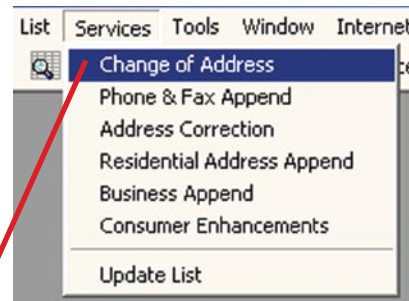 List Services Tools Window Internet
Change of Address
Phone & Fax Append
Address Correction
Residential Address Append
Business Append
Consumer Enhancements
Update List